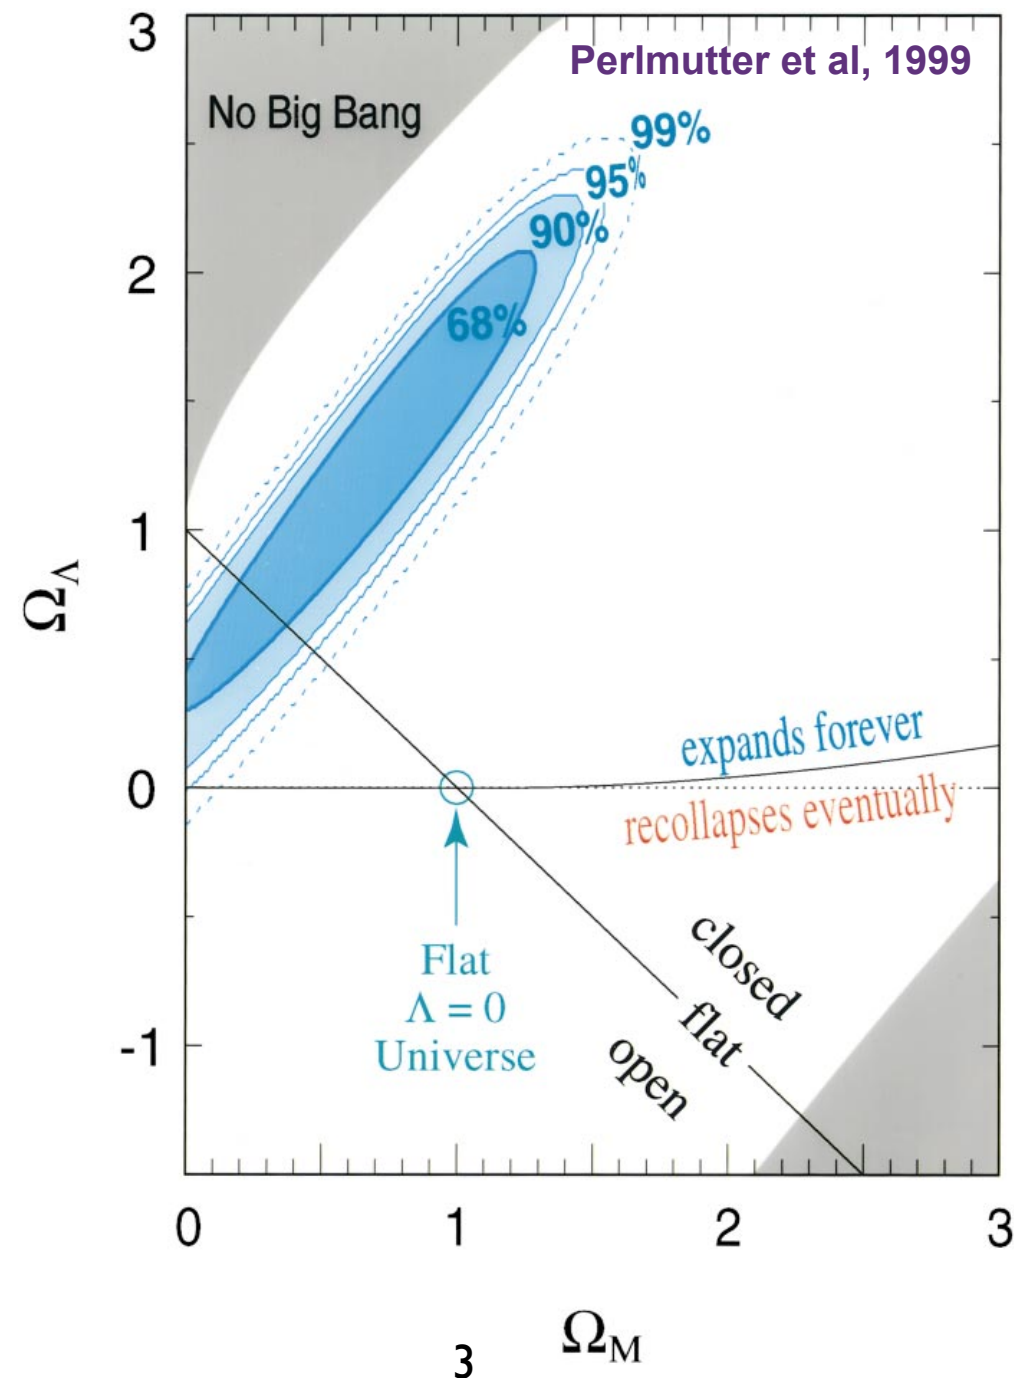 Perlmutter et al, 1999
3
No Big Bang
99%
95%
90%
2
68%
1
ΩΛ
expands forever
0
recollapses eventually
closed
Flat
Λ = 0
flat
-1
Universe
open
0
1
2
3
ΩM
3